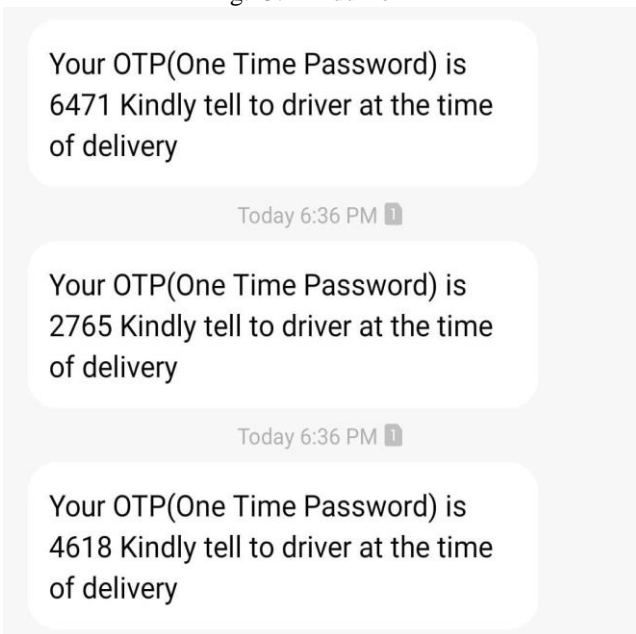 Your OTP(One Time Password) is
6471 Kindly tell to driver at the time
of delivery
Today 6:36 PM 1
Your OTP(One Time Password) is
2765 Kindly tell to driver at the time
of delivery
Today 6:36 PM 1
Your OTP(One Time Password) is
4618 Kindly tell to driver at the time
of delivery